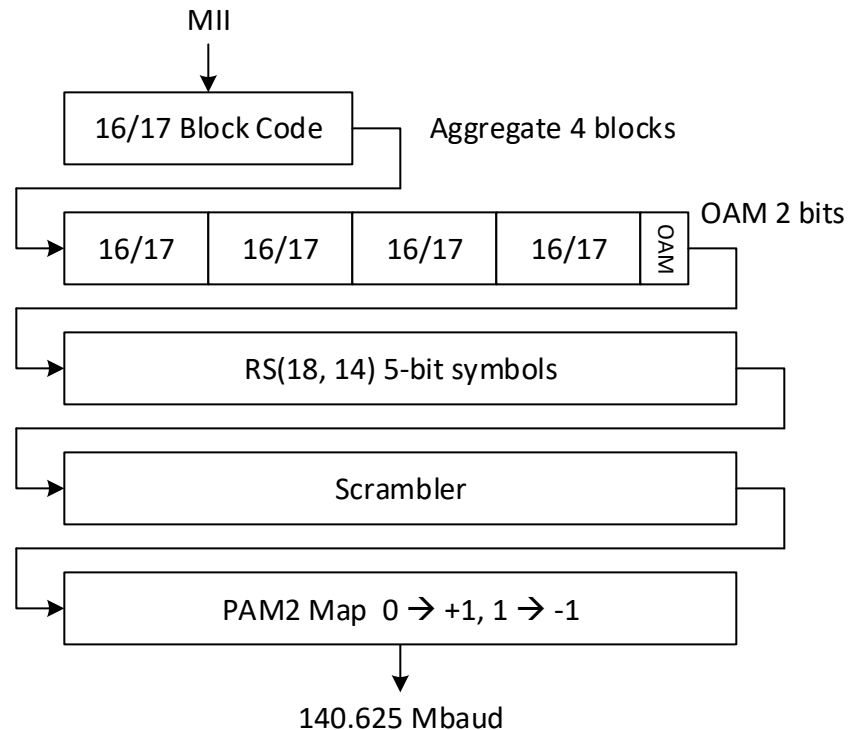 MII
16/17 Block Code
Aggregate 4 blocks
OAM 2 bits
16/17 16/17 16/17 16/17 OAM
RS(18, 14) 5-bit symbols
Scrambler
PAM2 Map 0 → +1, 1 → -1
140.625 Mbaud